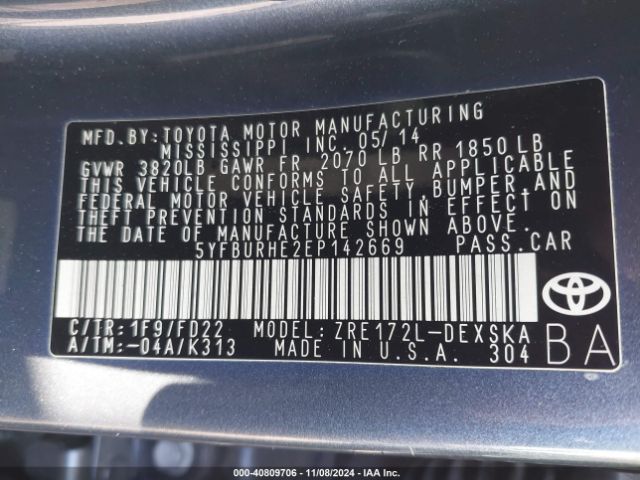 MFD.BY:TOYOTA MOTOR MANUFACTURING
MISSISSIPPI INC. 05/14
GVWR 3820LB GAWR FR 2070 LB RR 1850 LB
THIS VEHICLE CONFORMS TO ALL APPLICABLE
FEDERAL MOTOR VEHICLE SAFETY, BUMPER,AND
THEFT PREVENTION STANDARDS IN EFFECT ON
THE DATE OF MANUFACTURE SHOWN ABOVE.
5YFBURHE2EP142669 PASS.CAR
C/TR:1F9/FD22 MODEL:ZRE172L-DEXSKA
A/TM:-04A/K313 MADE IN U.S.A. 304
BA
000-40809706 - 11/08/2024 - IAA Inc.